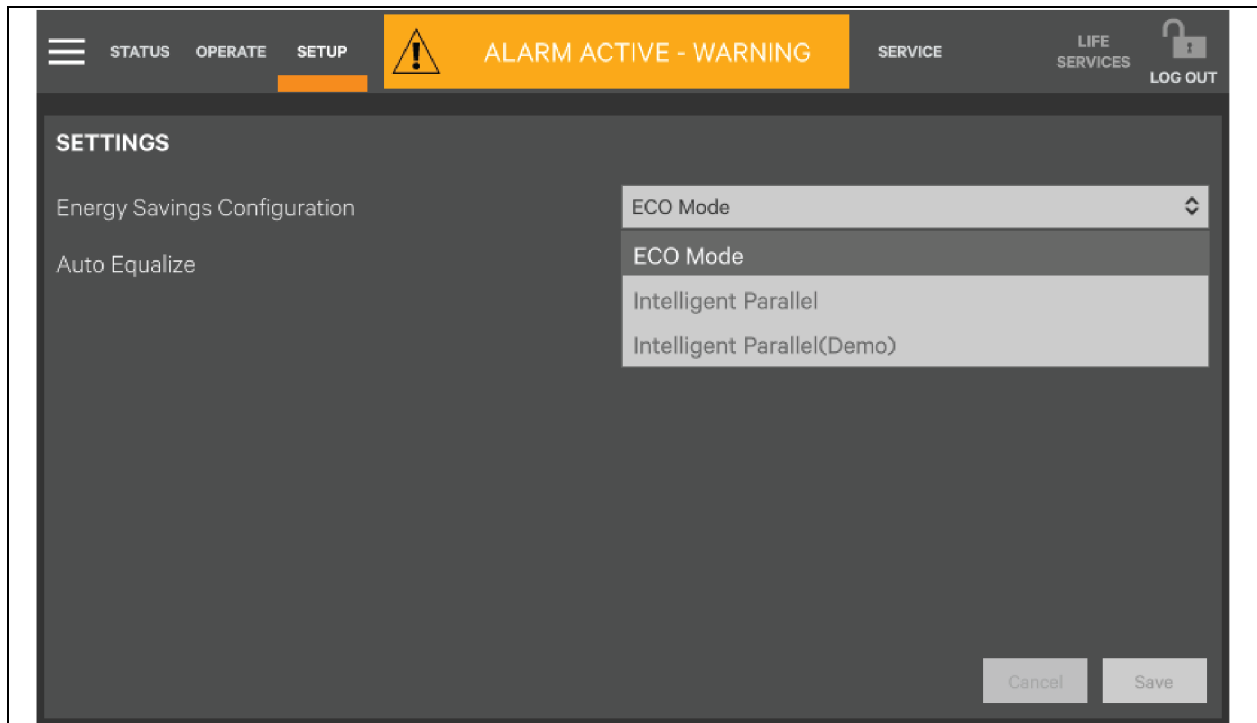 STATUS OPERATE SETUP ALARM ACTIVE - WARNING SERVICE LIFE SERVICES LOG OUT
SETTINGS
Energy Savings Configuration ECO Mode
Auto Equalize ECO Mode
Intelligent Parallel
Intelligent Parallel(Demo)
Cancel Save